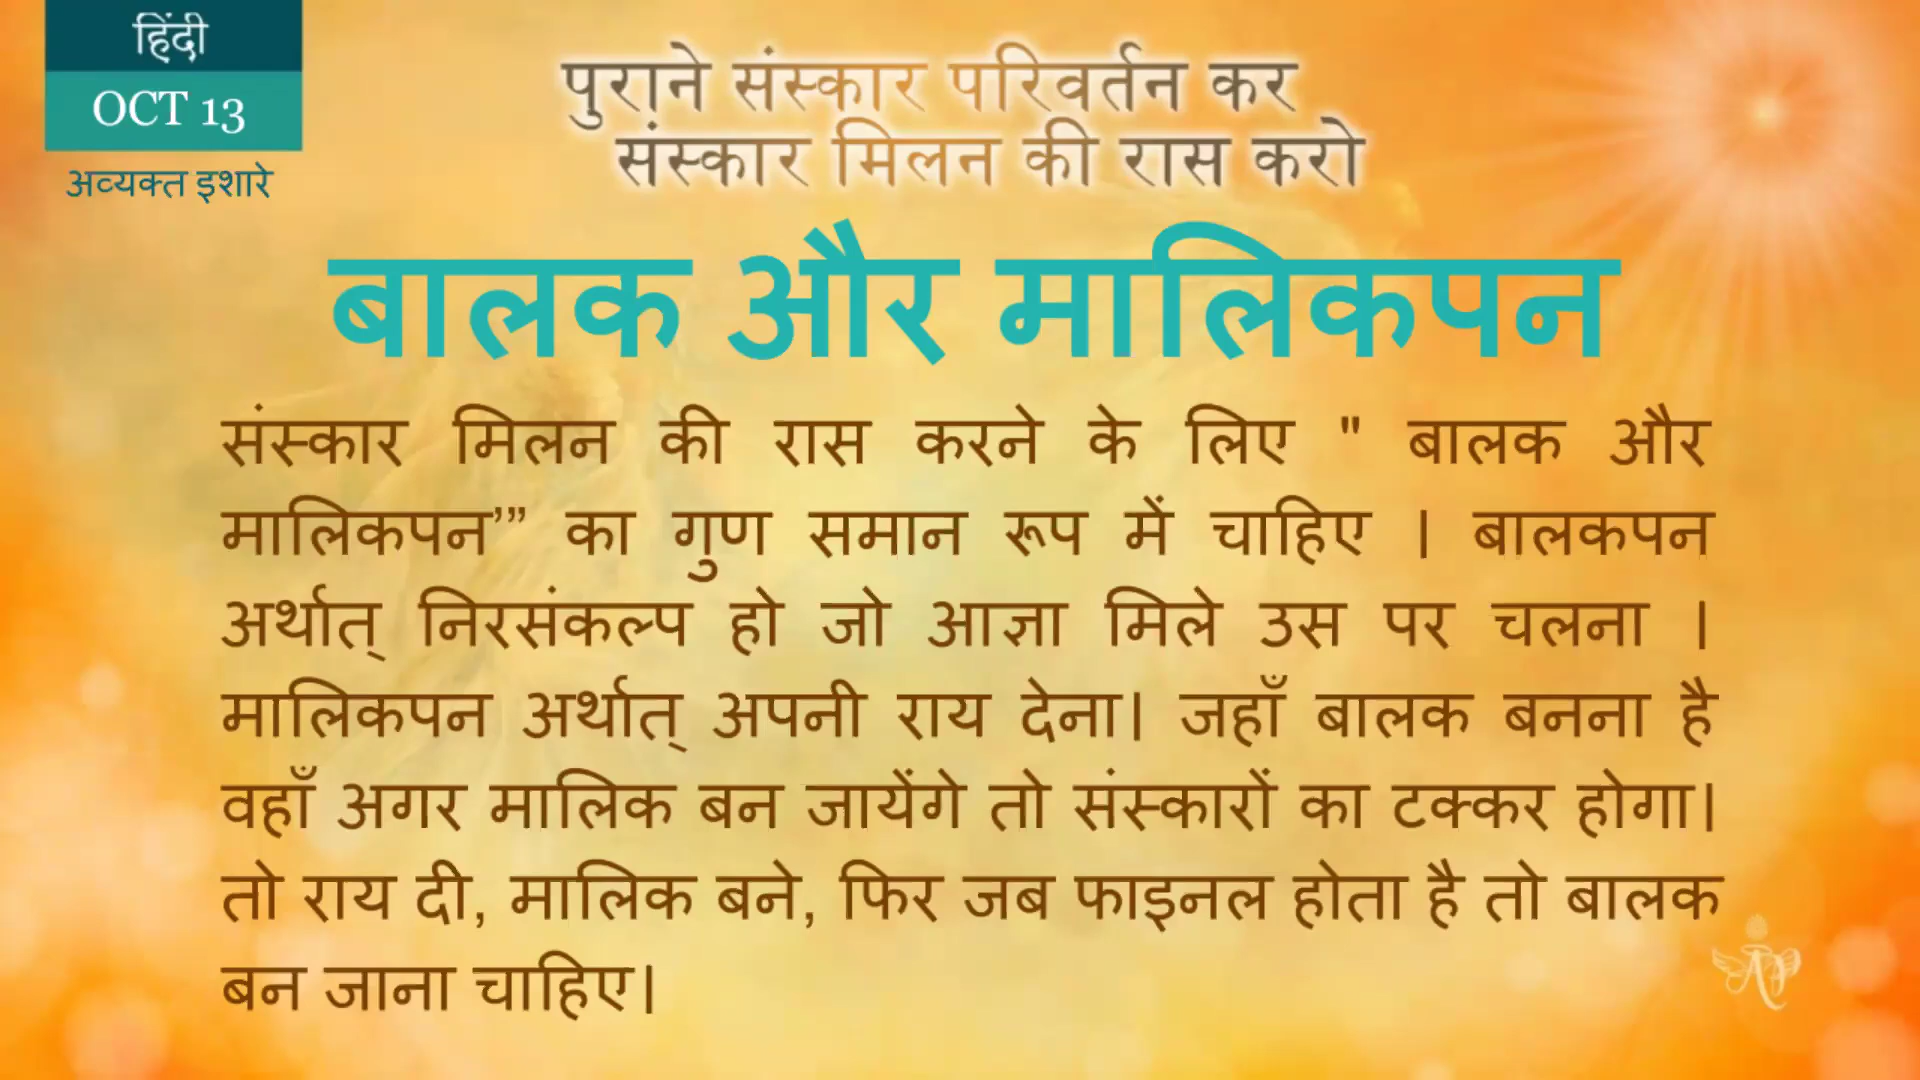 हिंदी
OCT 13
अव्यक्त इशारे
पुराने संस्कार परिवर्तन कर
संस्कार मिलन की रास करो
बालक और मालिकपन
संस्कार मिलन की रास करने के लिए " बालक और
मालिकपन’” का गुण समान रूप में चाहिए । बालकपन
अर्थात् निरसंकल्प हो जो आज्ञा मिले उस पर चलना ।
मालिकपन अर्थात् अपनी राय देना। जहाँ बालक बनना है
वहाँ अगर मालिक बन जायेंगे तो संस्कारों का टक्कर होगा।
तो राय दी, मालिक बने, फिर जब फाइनल होता है तो बालक
बन जाना चाहिए।